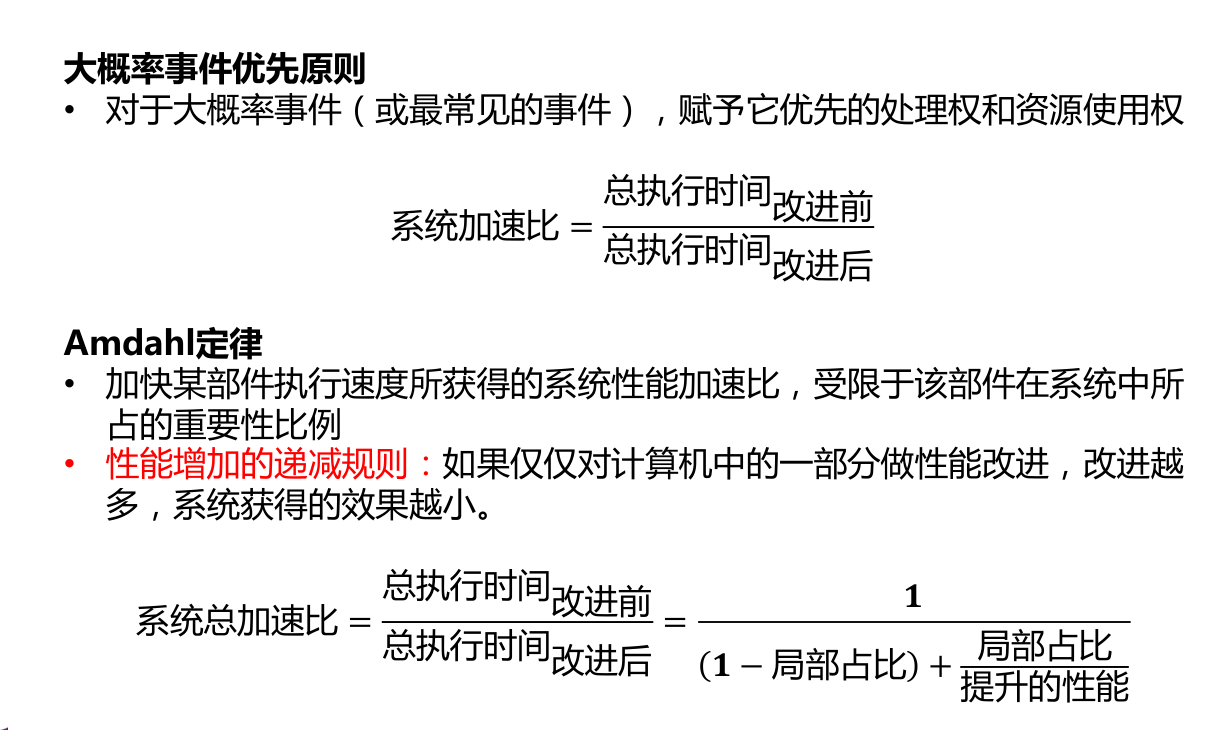 大概率事件优先原则
• 对于大概率事件（或最常见的事件），赋予它优先的处理权和资源使用权
系统加速比 = 总执行时间改进前 / 总执行时间改进后
Amdahl定律
• 加快某部件执行速度所获得的系统性能加速比，受限于该部件在系统中所
占的重要性比例
• 性能增加的递减规则：如果仅仅对计算机中的一部分做性能改进，改进越
多，系统获得的效果越小。
系统总加速比 = 总执行时间改进前 / 总执行时间改进后 = 1 / (1 − 局部占比) + 局部占比 / 提升的性能